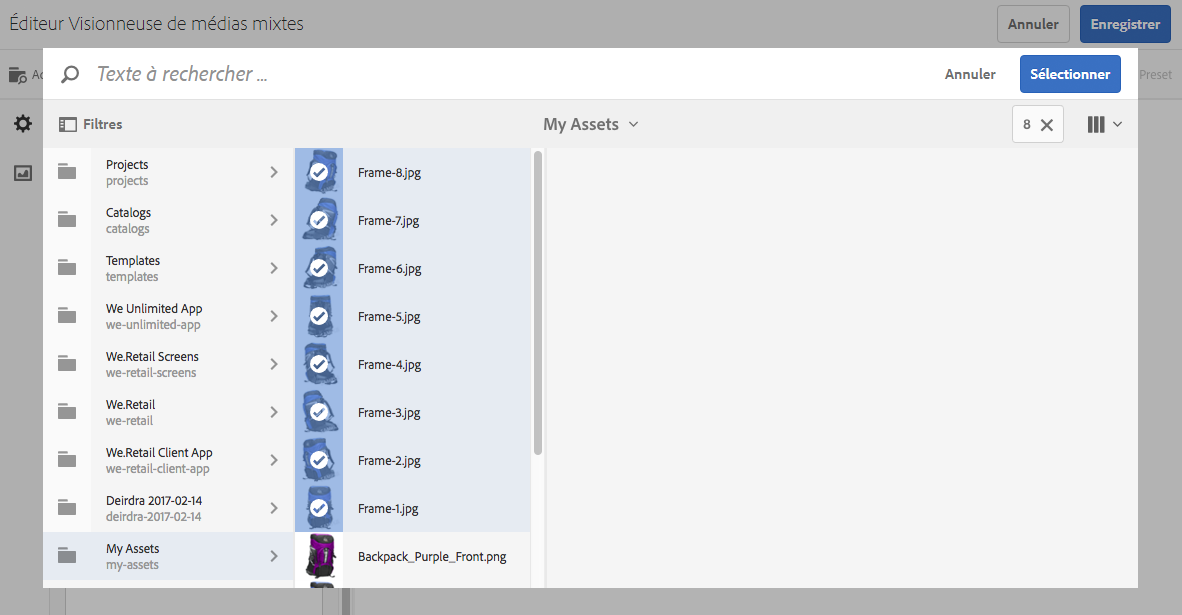 Éditeur Visionneuse de médias mixtes
Annuler
Enregistrer
Ac
Texte à rechercher ...
Annuler
Sélectionner
Preset
Filtres
My Assets
8
Projects
projects
Catalogs
catalogs
Templates
templates
We Unlimited App
we-unlimited-app
We.Retail Screens
we-retail-screens
We.Retail
we-retail
We.Retail Client App
we-retail-client-app
Deirdra 2017-02-14
deirdra-2017-02-14
My Assets
my-assets
Frame-8.jpg
Frame-7.jpg
Frame-6.jpg
Frame-5.jpg
Frame-4.jpg
Frame-3.jpg
Frame-2.jpg
Frame-1.jpg
Backpack_Purple_Front.png